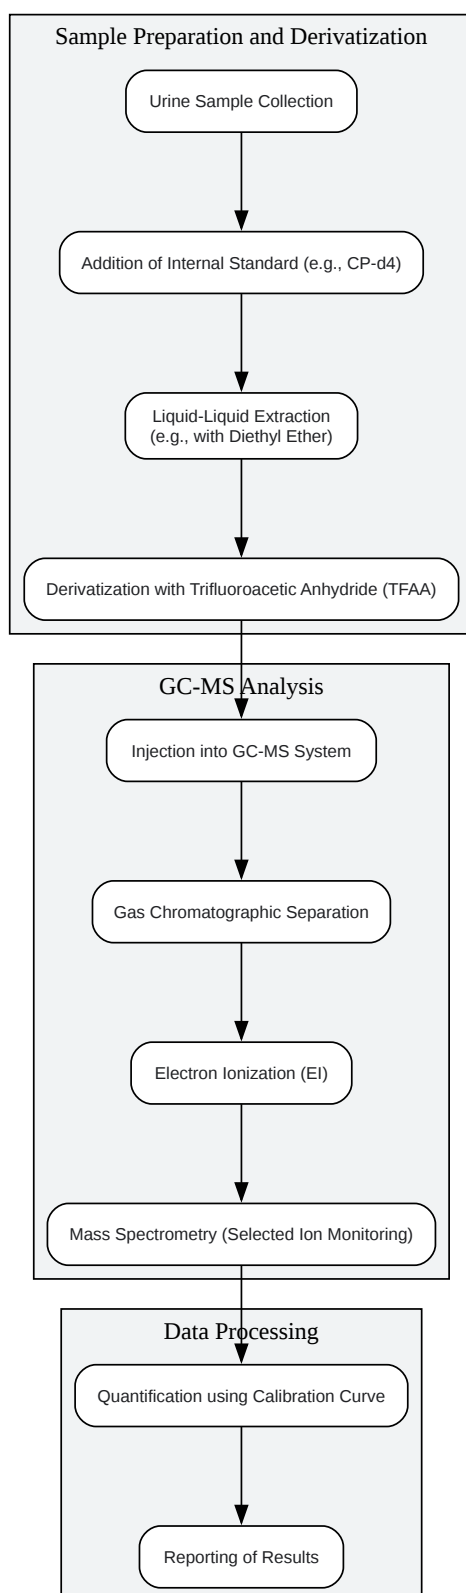 Sample Preparation and Derivatization
Urine Sample Collection
Addition of Internal Standard (e.g., CP-d4)
Liquid-Liquid Extraction
(e.g., with Diethyl Ether)
Derivatization with Trifluoroacetic Anhydride (TFAA)
GC-MS Analysis
Injection into GC-MS System
Gas Chromatographic Separation
Electron Ionization (EI)
Mass Spectrometry (Selected Ion Monitoring)
Data Processing
Quantification using Calibration Curve
Reporting of Results